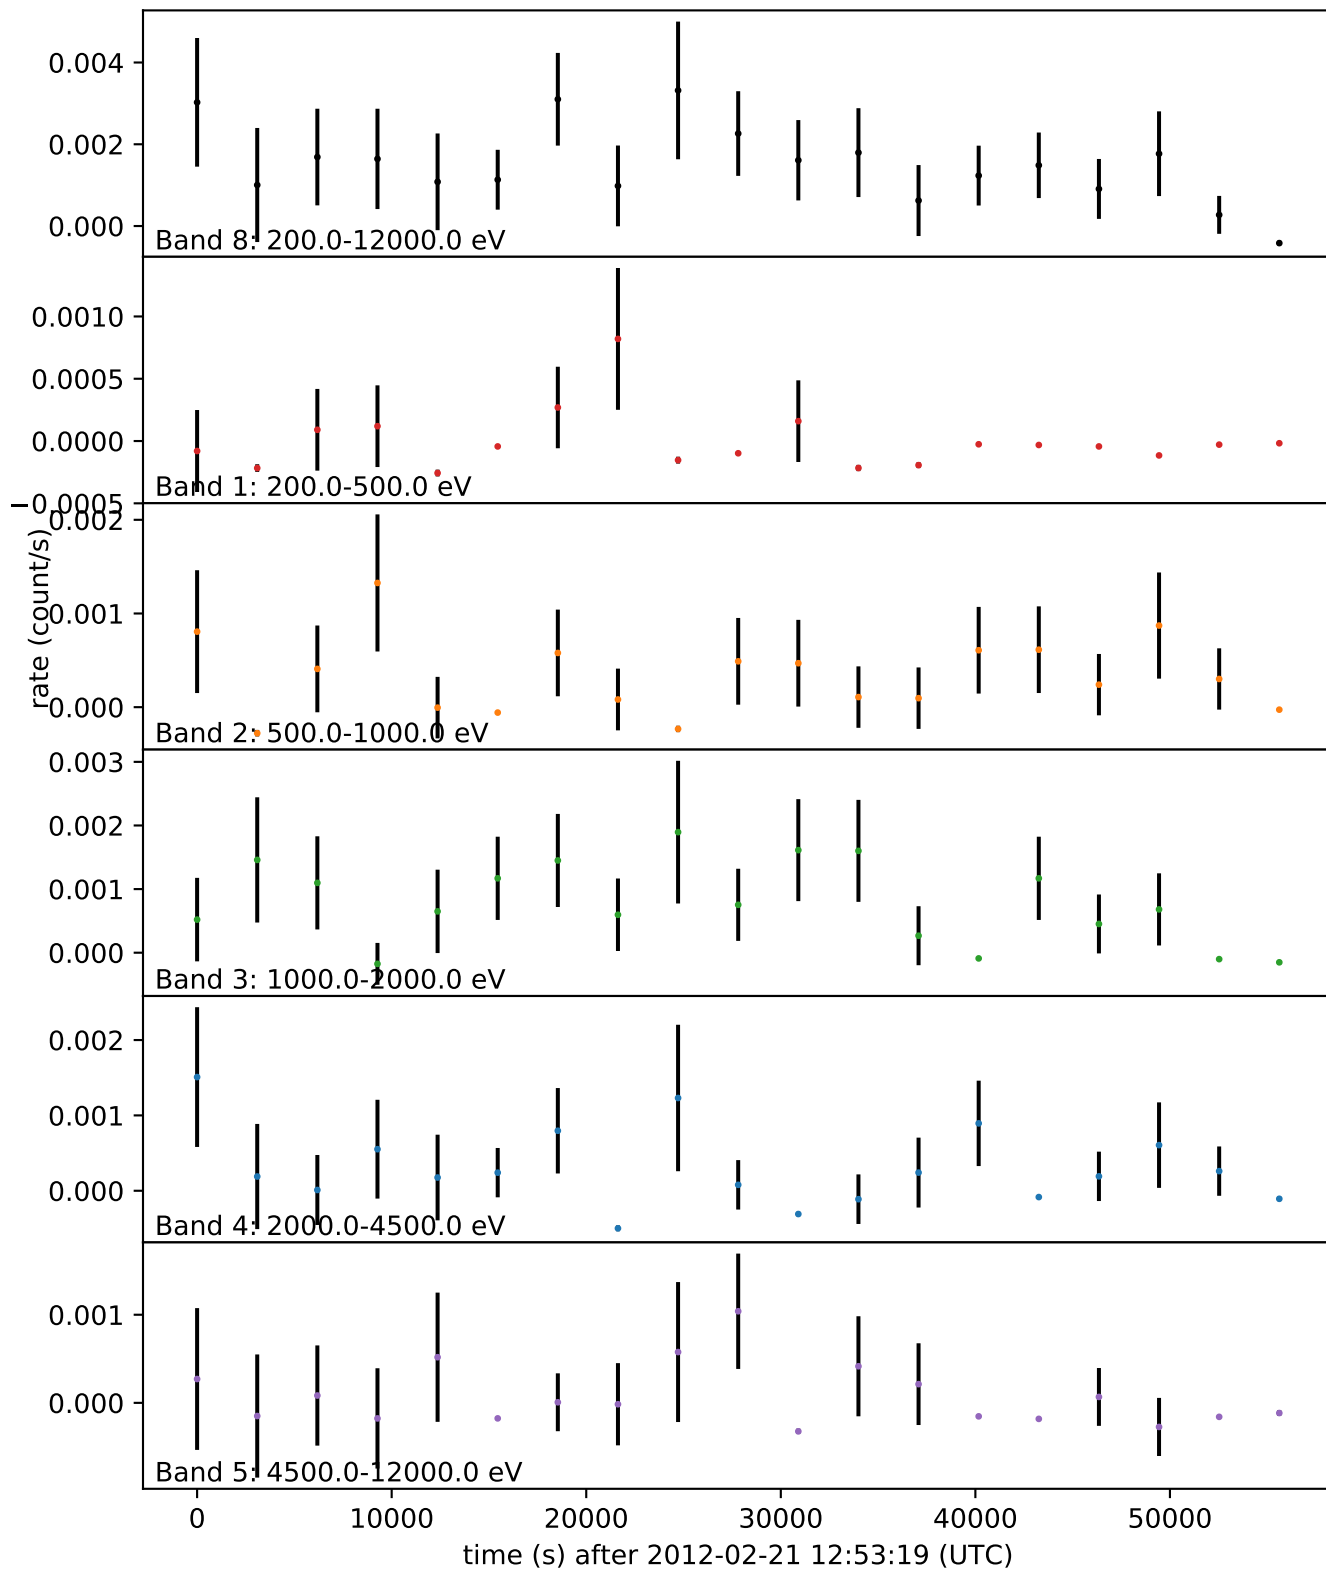 0.004
0.002
0.000
Band 8: 200.0-12000.0 eV
0.0010
0.0005
0.0000
−0.0005
Band 1: 200.0-500.0 eV
0.002
0.001
0.000
Band 2: 500.0-1000.0 eV
rate (count/s)
0.003
0.002
0.001
0.000
Band 3: 1000.0-2000.0 eV
0.002
0.001
0.000
Band 4: 2000.0-4500.0 eV
0.001
0.000
Band 5: 4500.0-12000.0 eV
0 10000 20000 30000 40000 50000
time (s) after 2012-02-21 12:53:19 (UTC)